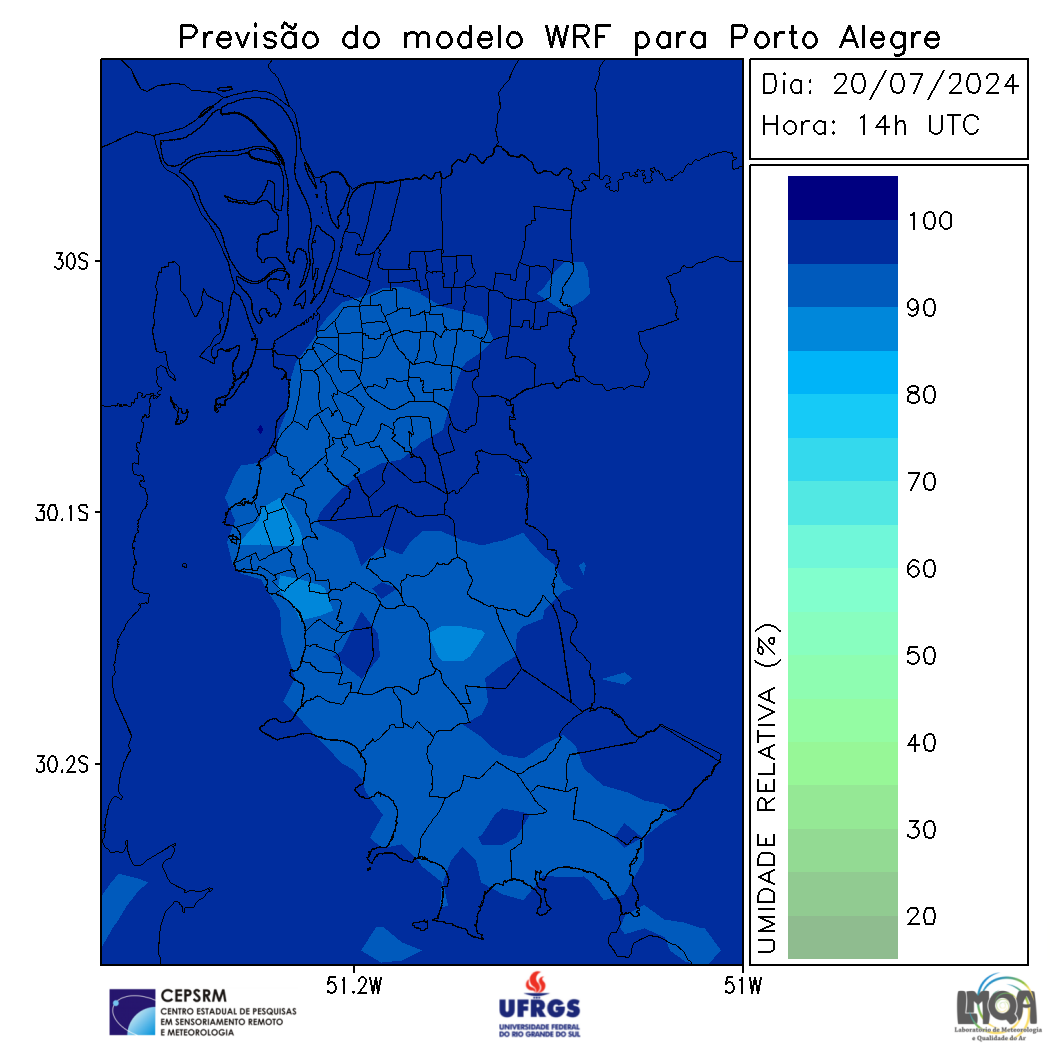 Previsão do modelo WRF para Porto Alegre
Dia: 20/07/2024
Hora: 14h UTC
30S
30.1S
30.2S
51.2W
51W
100
90
80
70
60
50
40
30
20
UMIDADE RELATIVA (%)
CEPSRM
CENTRO ESTADUAL DE PESQUISAS
EM SENSORIAMENTO REMOTO
E METEOROLOGIA
UFRGS
UNIVERSIDADE FEDERAL
DO RIO GRANDE DO SUL
LMQA
Laboratório de Meteorologia
e Qualidade do Ar